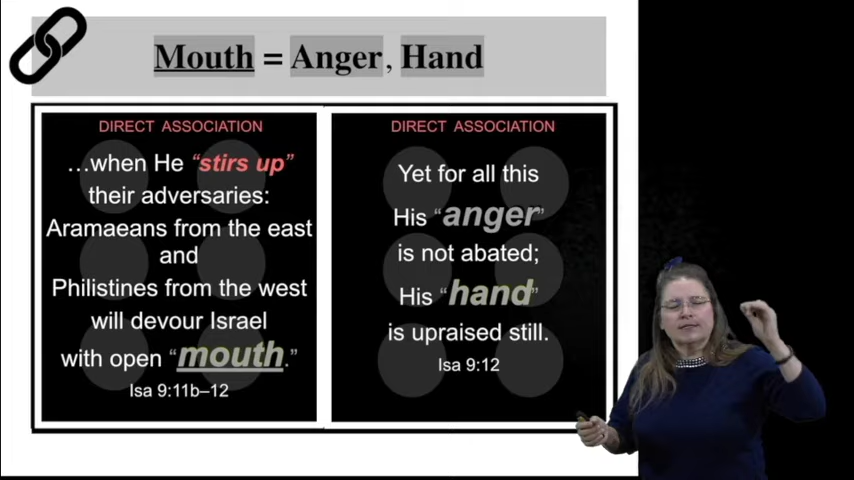 Mouth = Anger, Hand
DIRECT ASSOCIATION
…when He “stirs up”
their adversaries:
Aramaeans from the east
and
Philistines from the west
will devour Israel
with open “mouth.”
Isa 9:11b–12
DIRECT ASSOCIATION
Yet for all this
His “anger”
is not abated;
His “hand”
is upraised still.
Isa 9:12